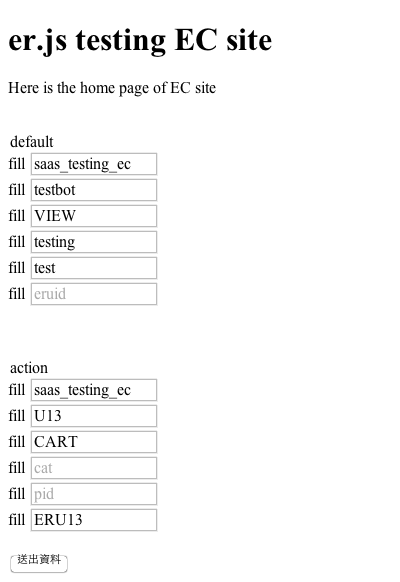 er.js testing EC site
Here is the home page of EC site
default
fill saas_testing_ec
fill testbot
fill VIEW
fill testing
fill test
fill eruid
action
fill saas_testing_ec
fill U13
fill CART
fill cat
fill pid
fill ERU13
送出資料